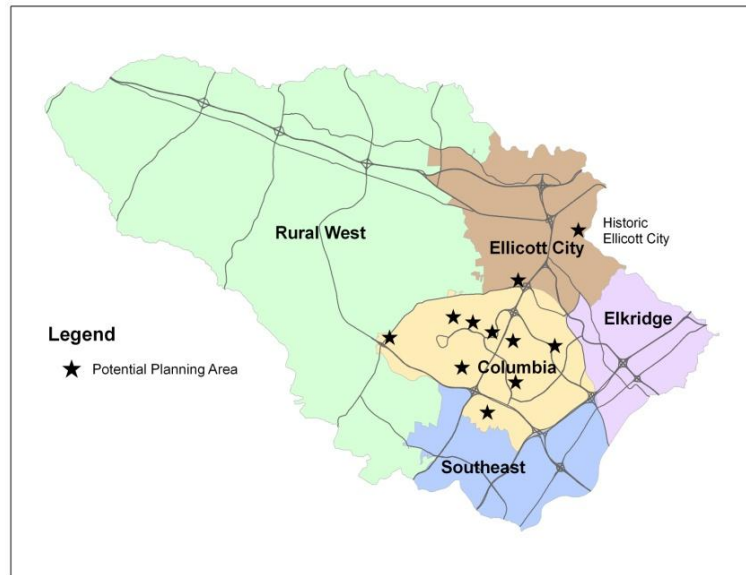 Historic
Ellicott City
Rural West
Ellicott City
Elkridge
Legend
Potential Planning Area
Columbia
Southeast